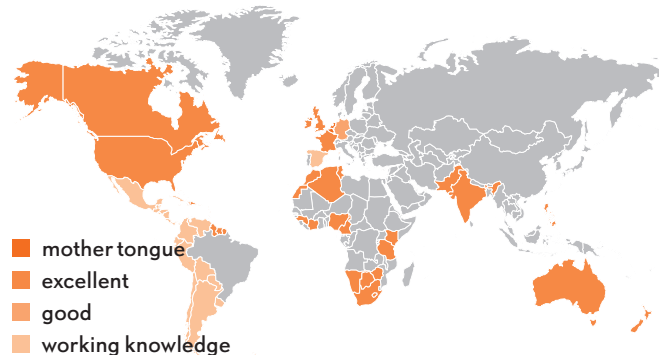 mother tongue
excellent
good
working knowledge